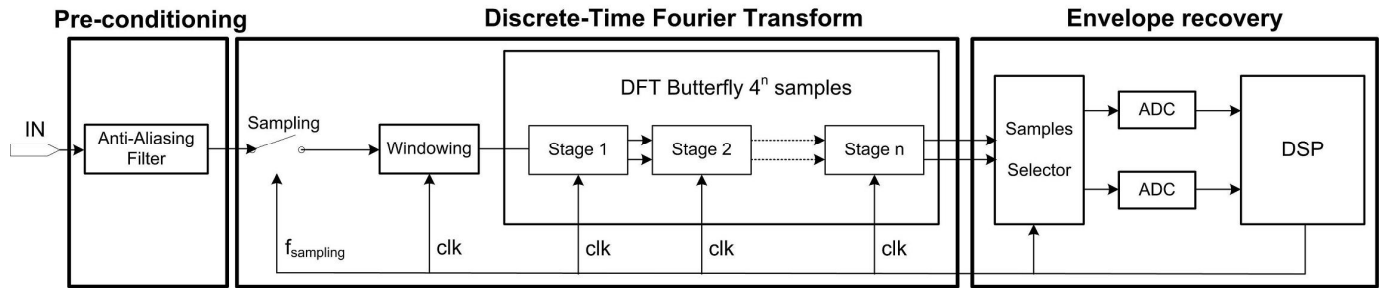 Pre-conditioning
Discrete-Time Fourier Transform
Envelope recovery
IN
Anti-Aliasing
Filter
Sampling
f_sampling
Windowing
clk
DFT Butterfly 4^n samples
Stage 1
Stage 2
Stage n
clk
clk
clk
Samples
Selector
ADC
ADC
DSP